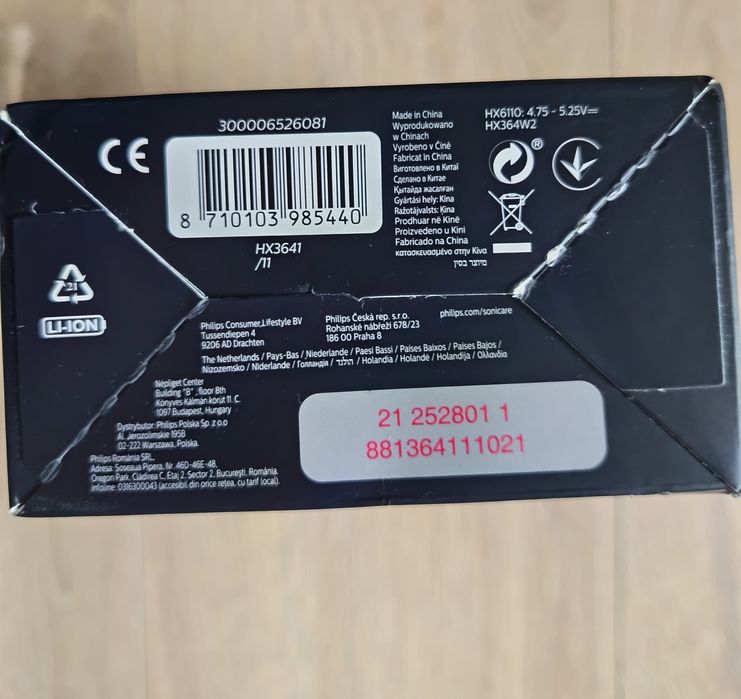 300006526081
8 710103 985440
HX3641
/11
Made in China
Wyprodukowano
w Chinach
Vyrobeno v Číně
Fabricat in China
Виготовлено в Китаї
Сделано в Китае
Қытайда жасалған
Gyártási hely: Kína
Prodhuar në Kinë
Proizvedeno u Kini
Fabricado na China
κατασκευασμένο στην Κίνα
מיוצר בסין
HX6110: 4.75 - 5.25V⎓
HX364W2
®
CE
21
LI-ION
Philips Consumer Lifestyle BV
Tussendiepen 4
9206 AD Drachten
Philips Česká rep. s.r.o.
Rohanské nábřeží 678/23
186 00 Praha 8
philips.com/sonicare
The Netherlands / Pays-Bas / Niederlande / Paesi Bassi / Países Baixos / Países Bajos /
Nizozemsko / Niderlande / Голландія / הולנד / Holandia / Holandë / Holandija / Ολλανδία
Népliget Center
Building "B", floor 8th
Könyves Kálmán körút 11. C.
1097 Budapest, Hungary
Dystrybutor: Philips Polska Sp. z o.o
Al. Jerozolimskie 195B
02-222 Warszawa, Polska.
Philips România SRL,
Adresa: Soseaua Pipera, Nr. 46D-46E-48,
Oregon Park, Clădirea C, Etaj 2, Sector 2, București, România.
Infoline: 0316300043 (accesibil din orice rețea, cu tarif local).
21 252801 1
881364111021